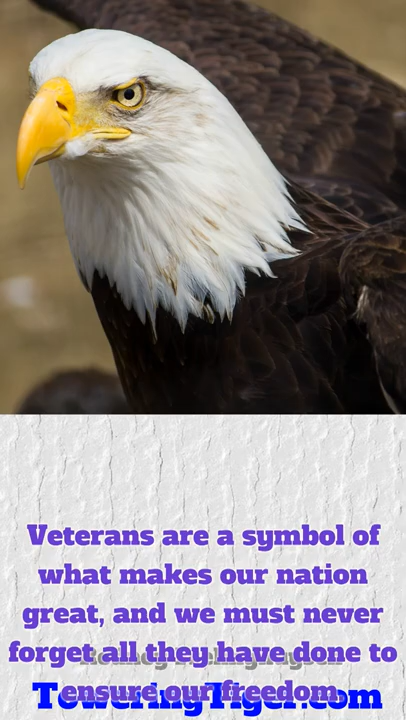 Veterans are a symbol of
what makes our nation
great, and we must never
forget all they have done to
ensure our freedom.
ToweringTiger.com